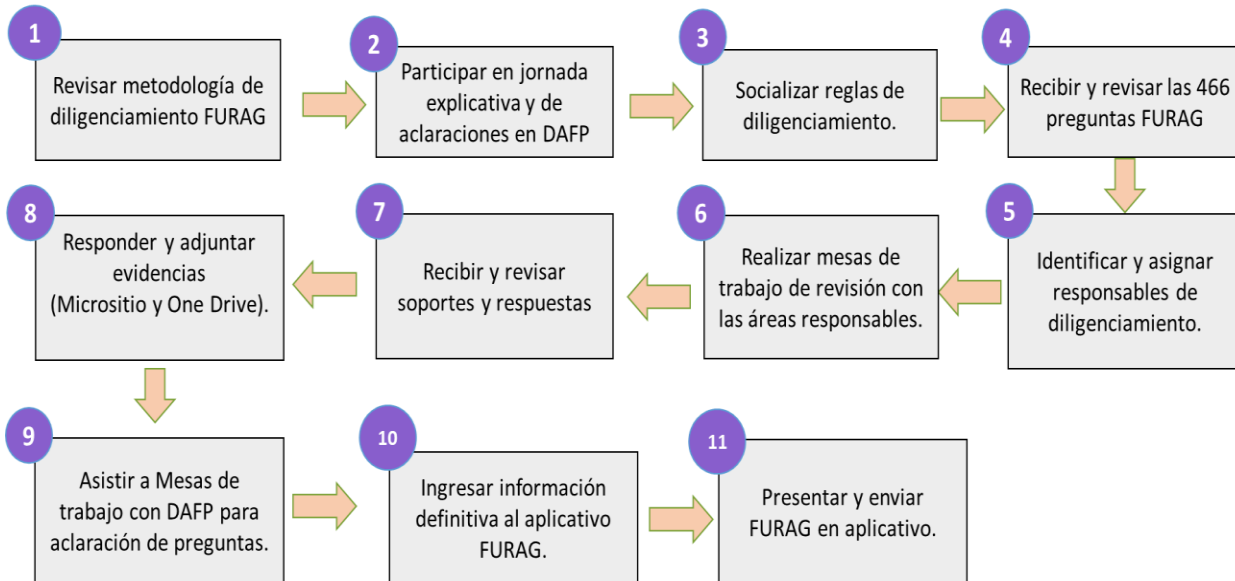 1
Revisar metodología de
diligenciamiento FURAG
2
Participar en jornada
explicativa y de
aclaraciones en DAFP
3
Socializar reglas de
diligenciamiento.
4
Recibir y revisar las 466
preguntas FURAG
5
Identificar y asignar
responsables de
diligenciamiento.
6
Realizar mesas de
trabajo de revisión con
las áreas responsables.
7
Recibir y revisar
soportes y respuestas
8
Responder y adjuntar
evidencias
(Micrositio y One Drive).
9
Asistir a Mesas de
trabajo con DAFP para
aclaración de preguntas.
10
Ingresar información
definitiva al aplicativo
FURAG.
11
Presentar y enviar
FURAG en aplicativo.